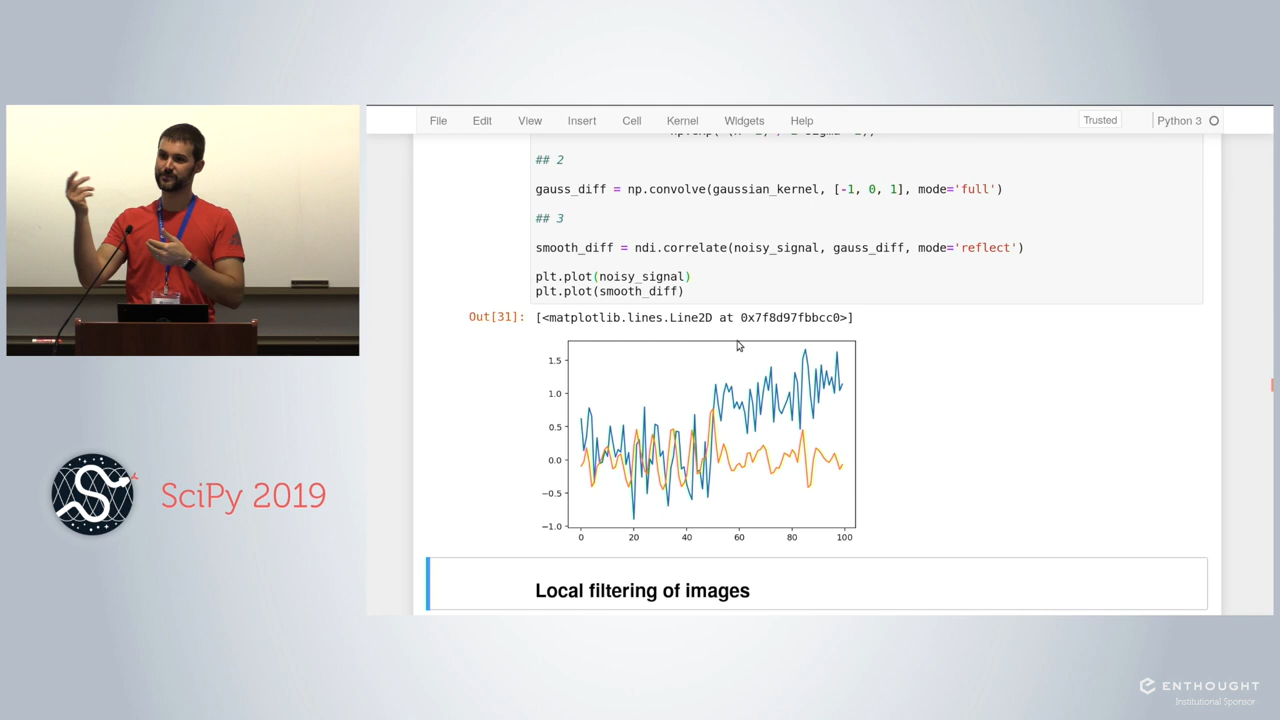 File Edit View Insert Cell Kernel Widgets Help Trusted Python 3
## 2
gauss_diff = np.convolve(gaussian_kernel, [-1, 0, 1], mode='full')
## 3
smooth_diff = ndi.correlate(noisy_signal, gauss_diff, mode='reflect')
plt.plot(noisy_signal)
plt.plot(smooth_diff)
Out[31]: [<matplotlib.lines.Line2D at 0x7f8d97fbbcc0>]
1.5
1.0
0.5
0.0
−0.5
−1.0
0 20 40 60 80 100
Local filtering of images
SciPy 2019
ENTHOUGHT
Institutional Sponsor